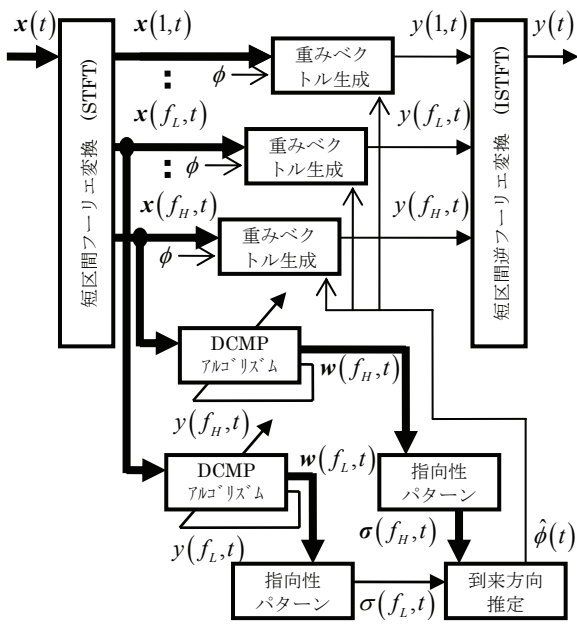 x(t)
x(1,t)
y(1,t)
y(t)
短区間フーリエ変換 (STFT)
重みベク
トル生成
ϕ
短区間逆フーリエ変換 (ISTFT)
x(f_L,t)
y(f_L,t)
重みベク
トル生成
ϕ
x(f_H,t)
y(f_H,t)
重みベク
トル生成
ϕ
DCMP
アルゴリズム
w(f_H,t)
y(f_H,t)
DCMP
アルゴリズム
w(f_L,t)
指向性
パターン
y(f_L,t)
σ(f_H,t)
ϕ̂(t)
指向性
パターン
σ(f_L,t)
到来方向
推定